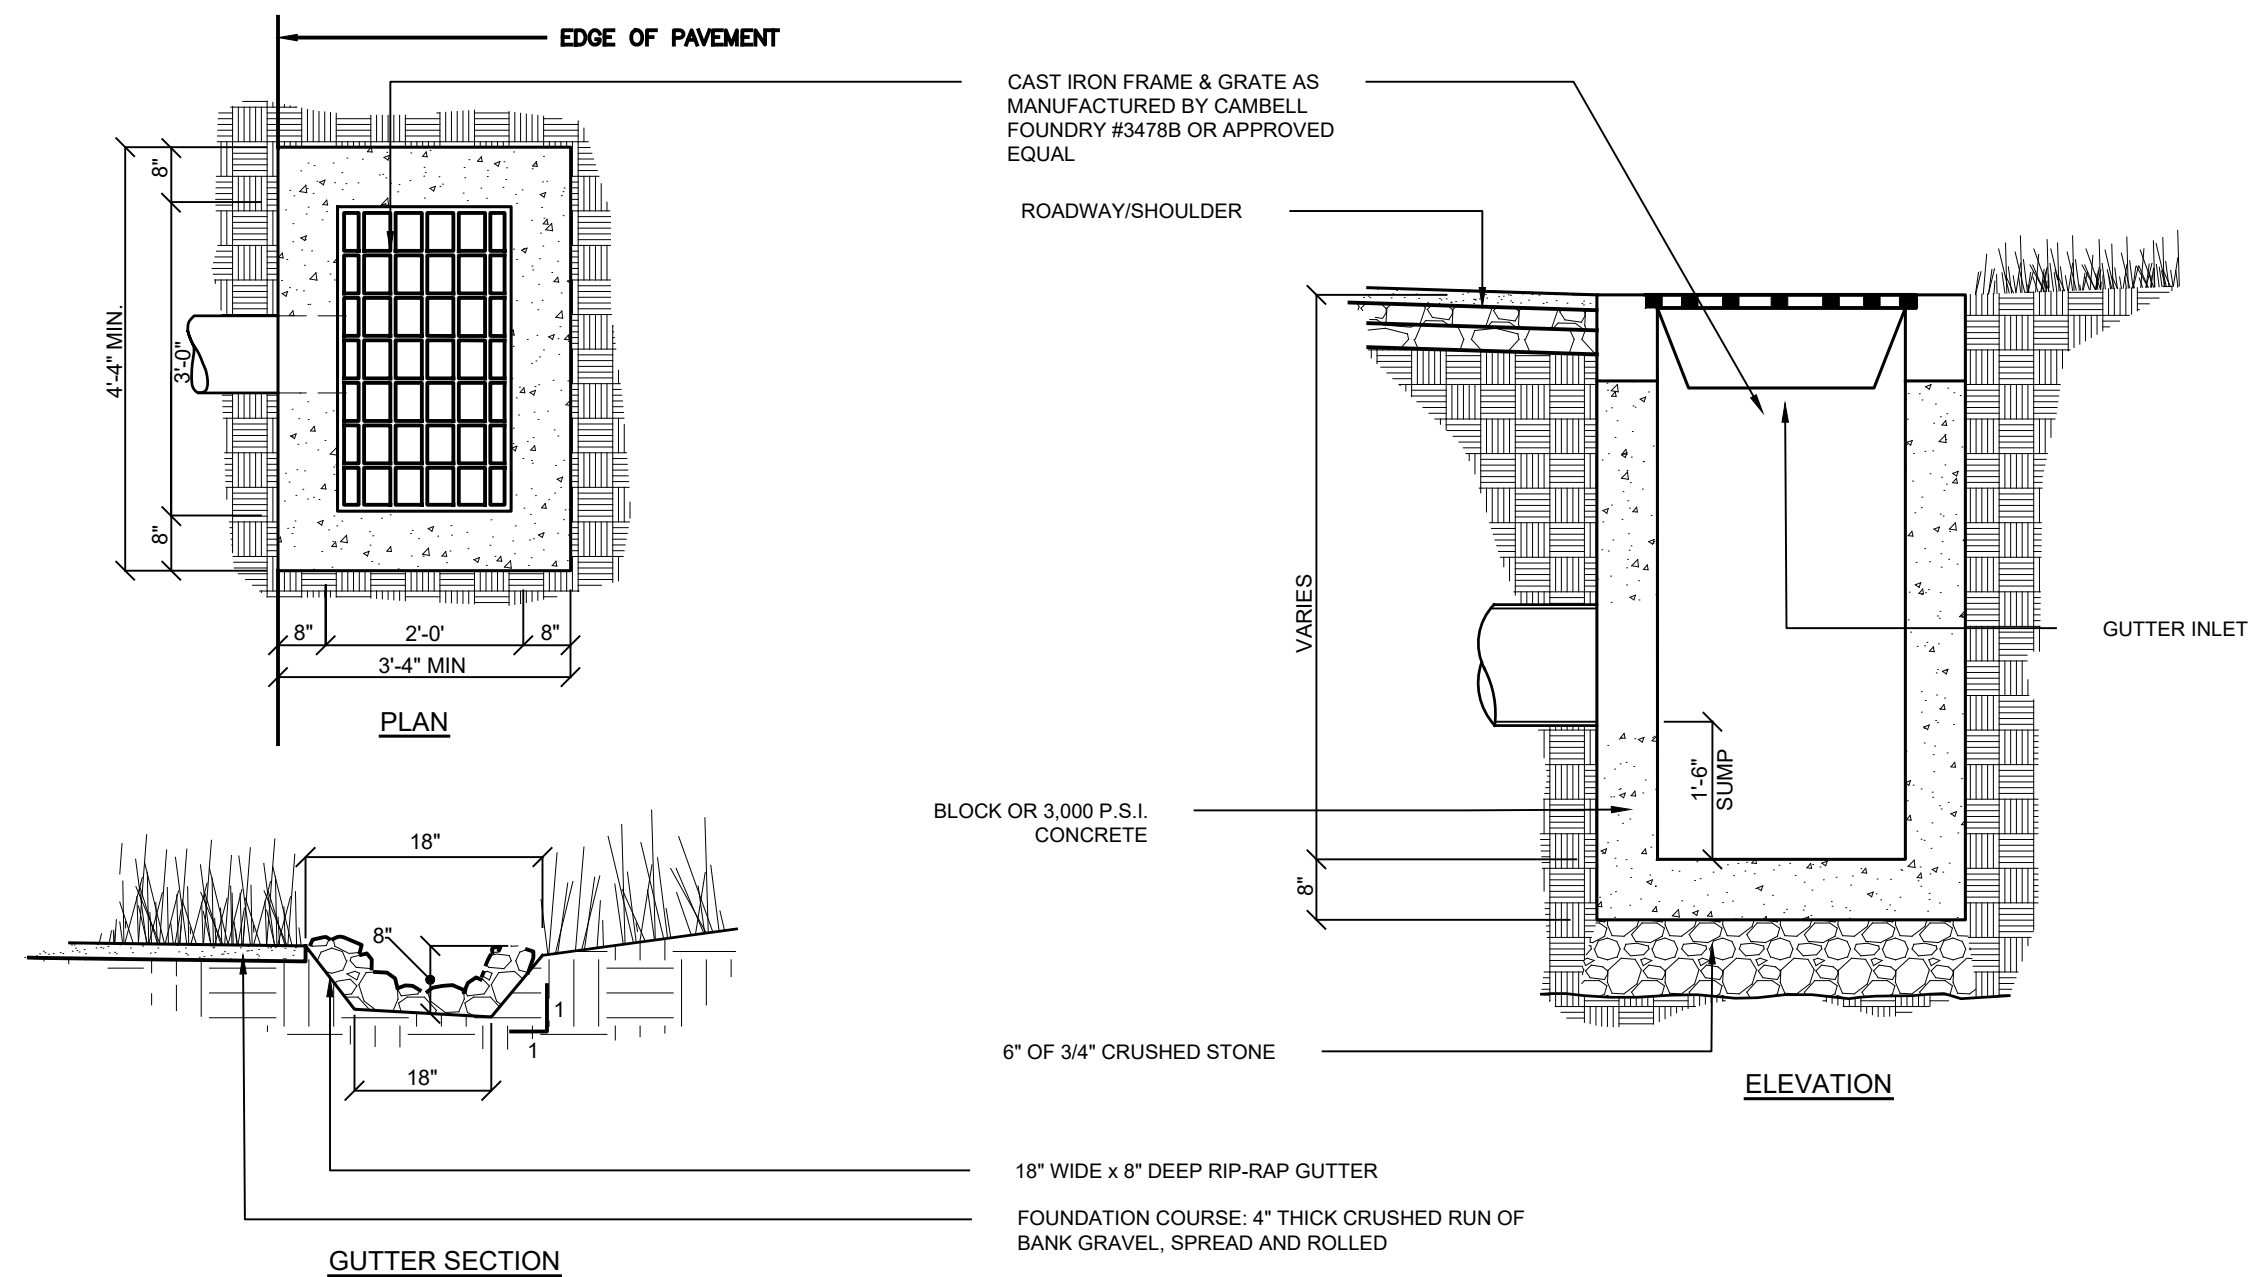 EDGE OF PAVEMENT
CAST IRON FRAME & GRATE AS
MANUFACTURED BY CAMBELL
FOUNDRY #3478B OR APPROVED
EQUAL
ROADWAY/SHOULDER
8"
4'-4" MIN.
3'-0"
8"
8"
2'-0'
8"
3'-4" MIN
PLAN
VARIES
8"
1'-6"
SUMP
GUTTER INLET
BLOCK OR 3,000 P.S.I.
CONCRETE
6" OF 3/4" CRUSHED STONE
ELEVATION
18"
8"
1
1
18"
18" WIDE x 8" DEEP RIP-RAP GUTTER
FOUNDATION COURSE: 4" THICK CRUSHED RUN OF
BANK GRAVEL, SPREAD AND ROLLED
GUTTER SECTION